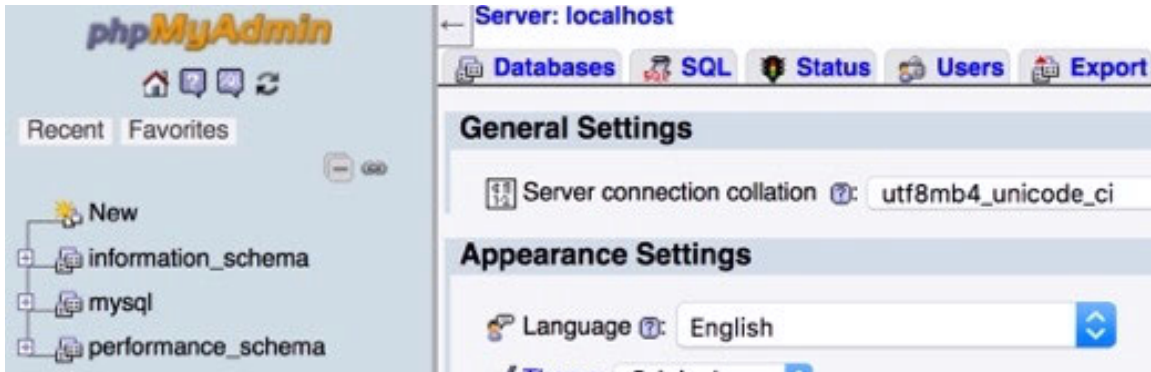 phpMyAdmin
Recent Favorites
New
information_schema
mysql
performance_schema
Server: localhost
Databases SQL Status Users Export
General Settings
Server connection collation ?: utf8mb4_unicode_ci
Appearance Settings
Language ?: English